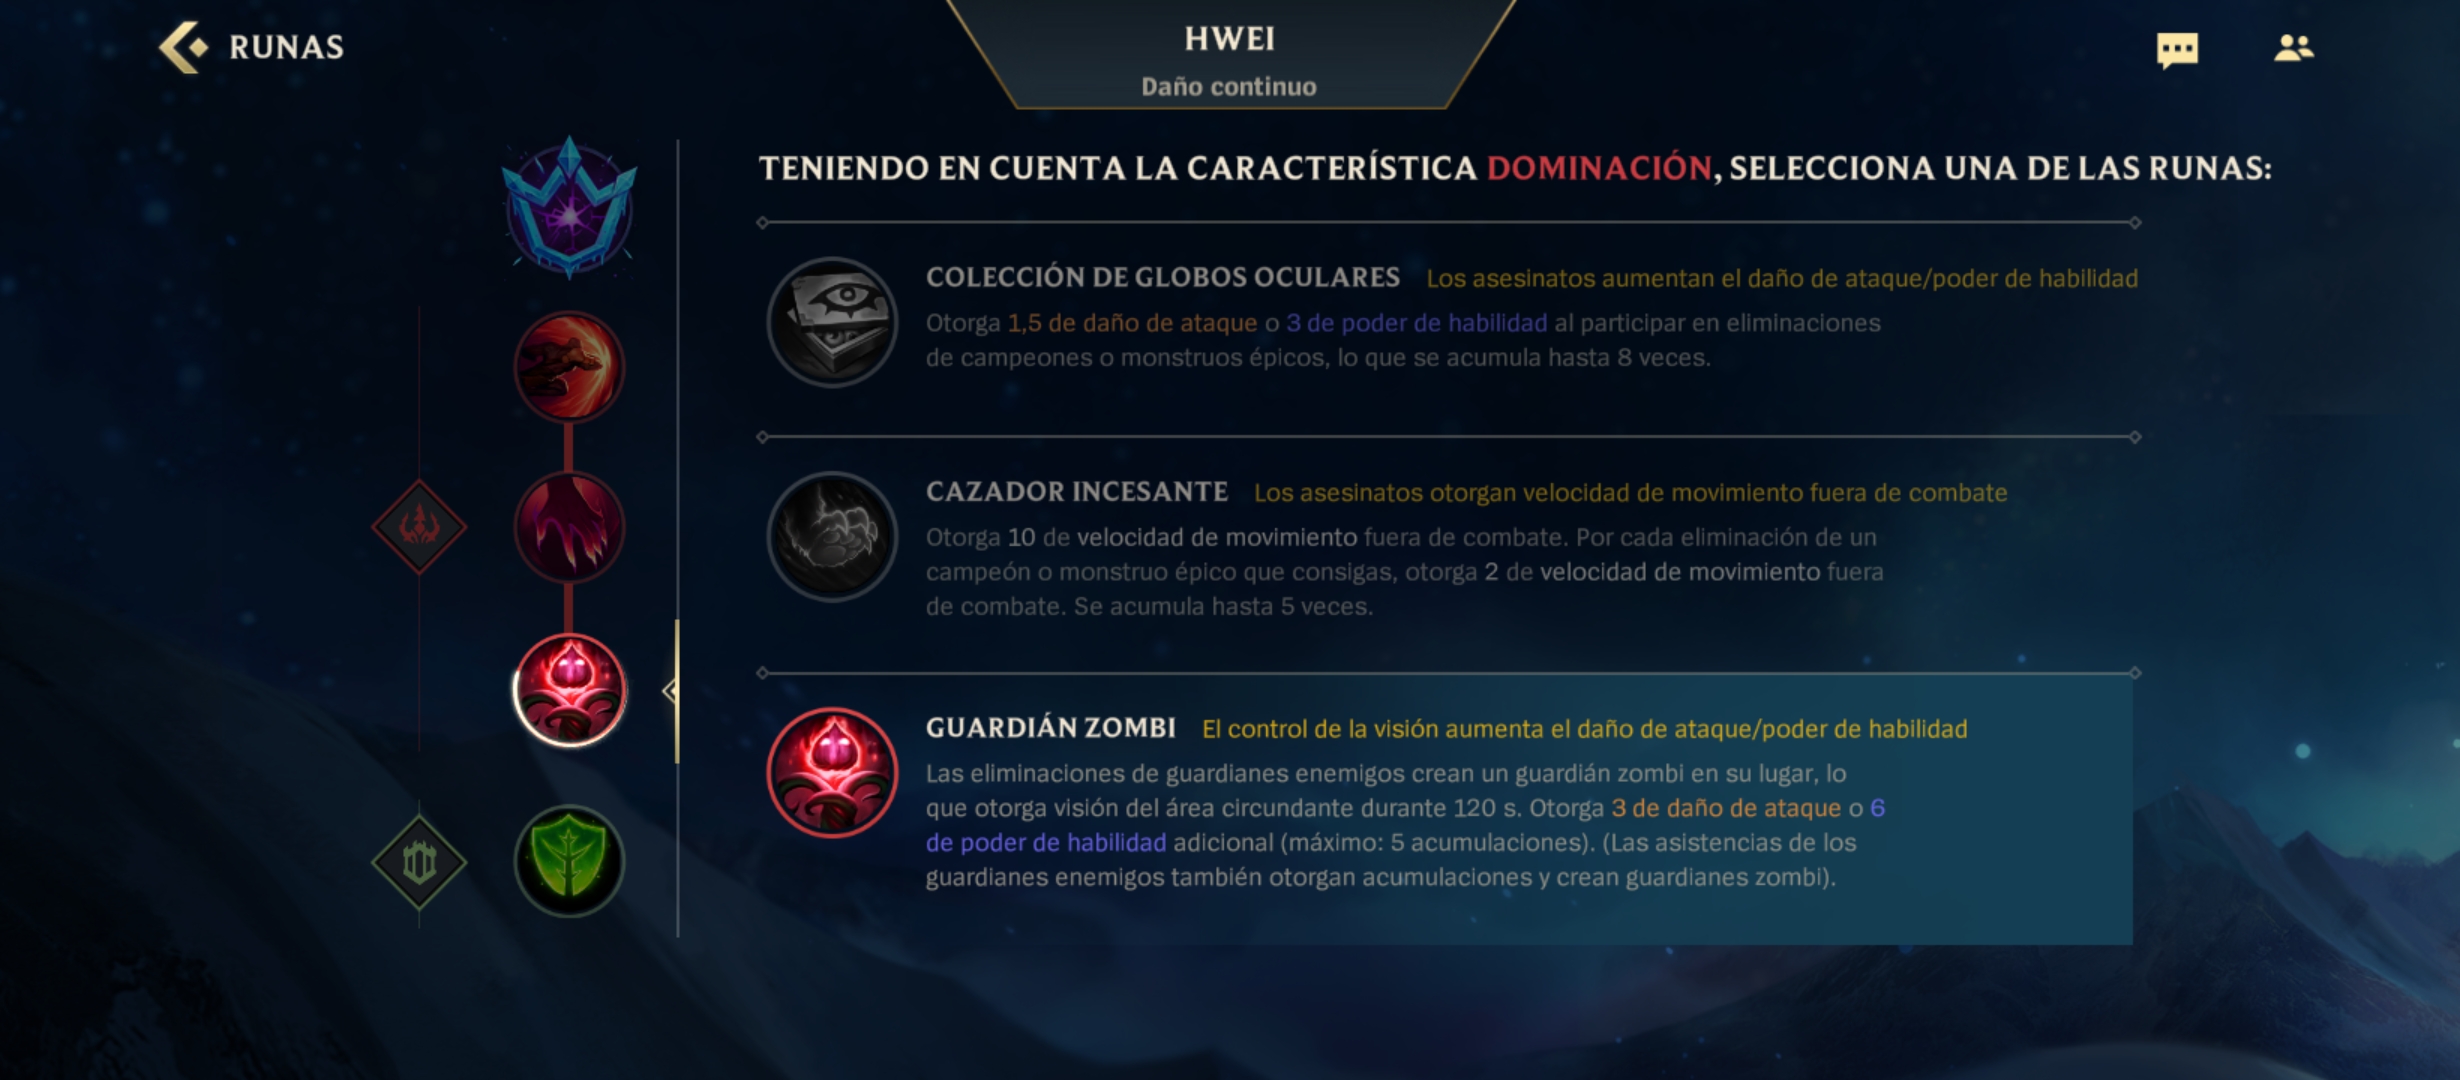 RUNAS
HWEI
Daño continuo
TENIENDO EN CUENTA LA CARACTERÍSTICA DOMINACIÓN, SELECCIONA UNA DE LAS RUNAS:
COLECCIÓN DE GLOBOS OCULARES Los asesinatos aumentan el daño de ataque/poder de habilidad
Otorga 1,5 de daño de ataque o 3 de poder de habilidad al participar en eliminaciones
de campeones o monstruos épicos, lo que se acumula hasta 8 veces.
CAZADOR INCESANTE Los asesinatos otorgan velocidad de movimiento fuera de combate
Otorga 10 de velocidad de movimiento fuera de combate. Por cada eliminación de un
campeón o monstruo épico que consigas, otorga 2 de velocidad de movimiento fuera
de combate. Se acumula hasta 5 veces.
GUARDIÁN ZOMBI El control de la visión aumenta el daño de ataque/poder de habilidad
Las eliminaciones de guardianes enemigos crean un guardián zombi en su lugar, lo
que otorga visión del área circundante durante 120 s. Otorga 3 de daño de ataque o 6
de poder de habilidad adicional (máximo: 5 acumulaciones). (Las asistencias de los
guardianes enemigos también otorgan acumulaciones y crean guardianes zombi).